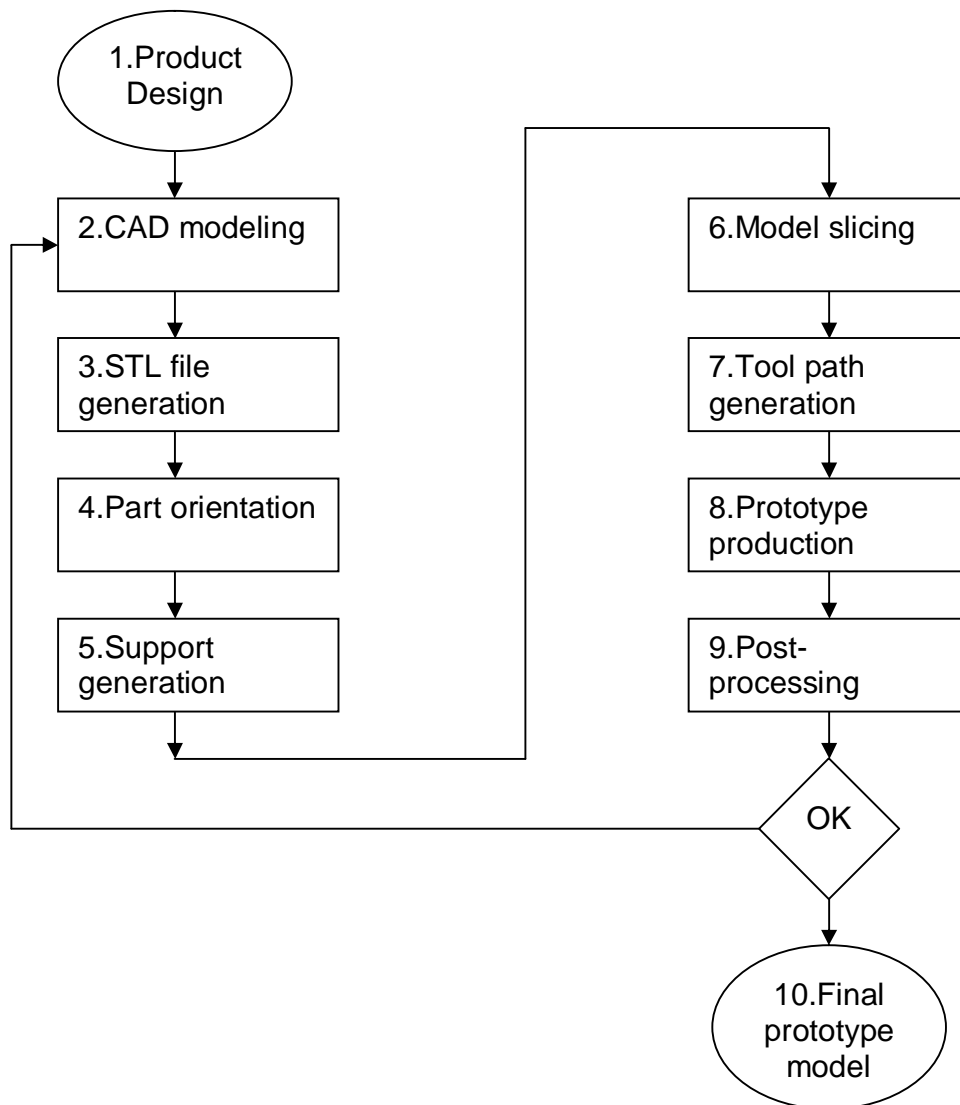 1.Product
Design
2.CAD modeling
3.STL file
generation
4.Part orientation
5.Support
generation
6.Model slicing
7.Tool path
generation
8.Prototype
production
9.Post-
processing
OK
10.Final
prototype
model